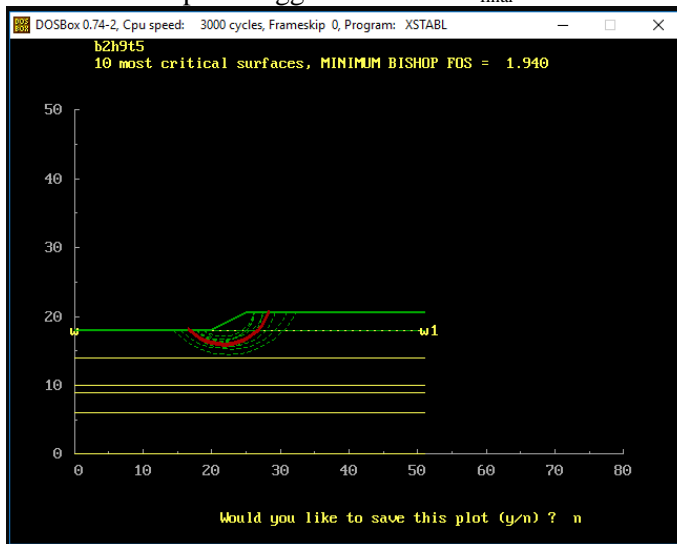 DOSBox 0.74-2, Cpu speed: 3000 cycles, Frameskip 0, Program: XSTABL
b2h9t5
10 most critical surfaces, MINIMUM BISHOP FOS = 1.940
50
40
30
20
w w1
10
0
0 10 20 30 40 50 60 70 80
Would you like to save this plot (y/n) ? n